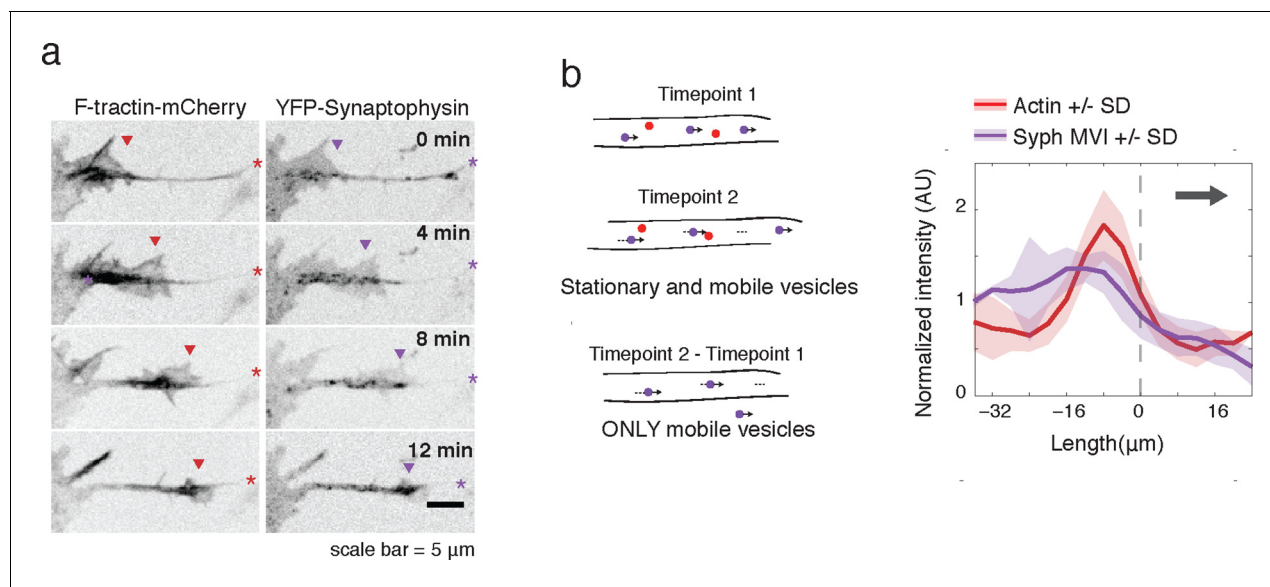 a
F-tractin-mCherry
YFP-Synaptophysin
0 min
4 min
8 min
12 min
scale bar = 5 μm
b
Timepoint 1
Timepoint 2
Stationary and mobile vesicles
Timepoint 2 - Timepoint 1
ONLY mobile vesicles
Actin +/- SD
Syph MVI +/- SD
Normalized intensity (AU)
2
1
0
−32
−16
0
16
Length(μm)